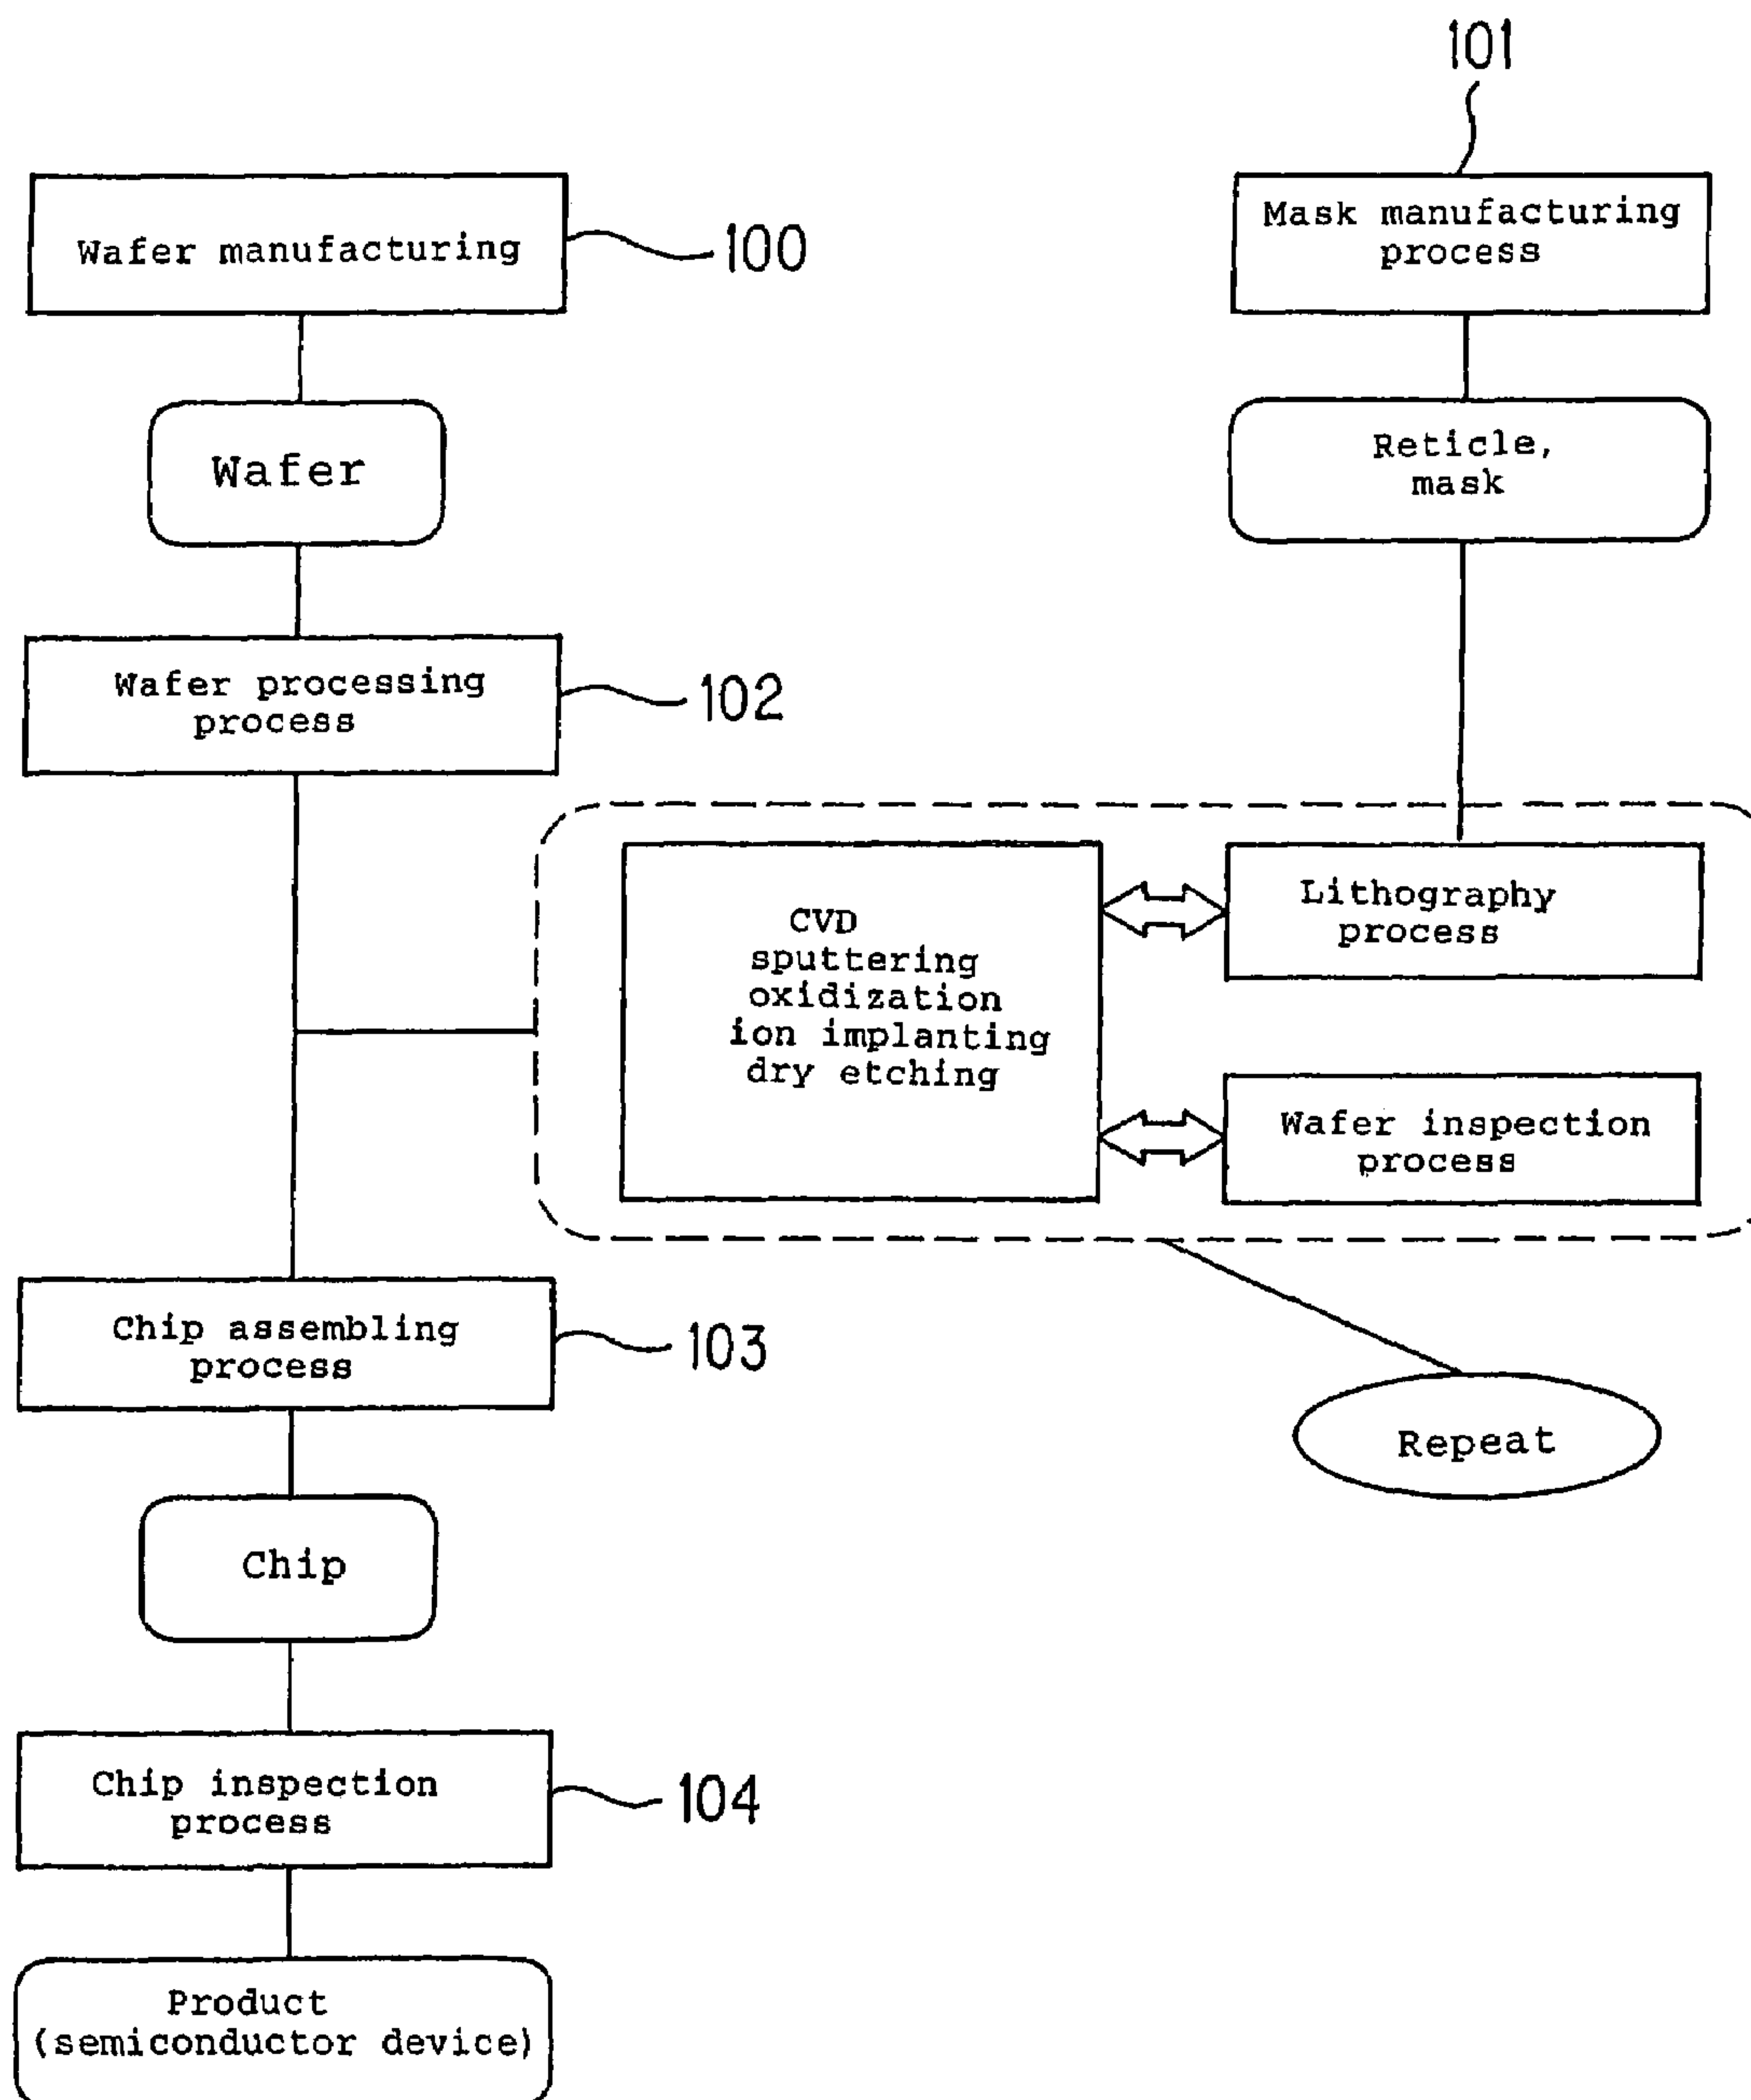 101
Wafer manufacturing
100
Mask manufacturing
process
Wafer
Reticle,
mask
Wafer processing
process
102
CVD
sputtering
oxidization
ion implanting
dry etching
Lithography
process
Wafer inspection
process
Chip assembling
process
103
Repeat
Chip
Chip inspection
process
104
Product
(semiconductor device)